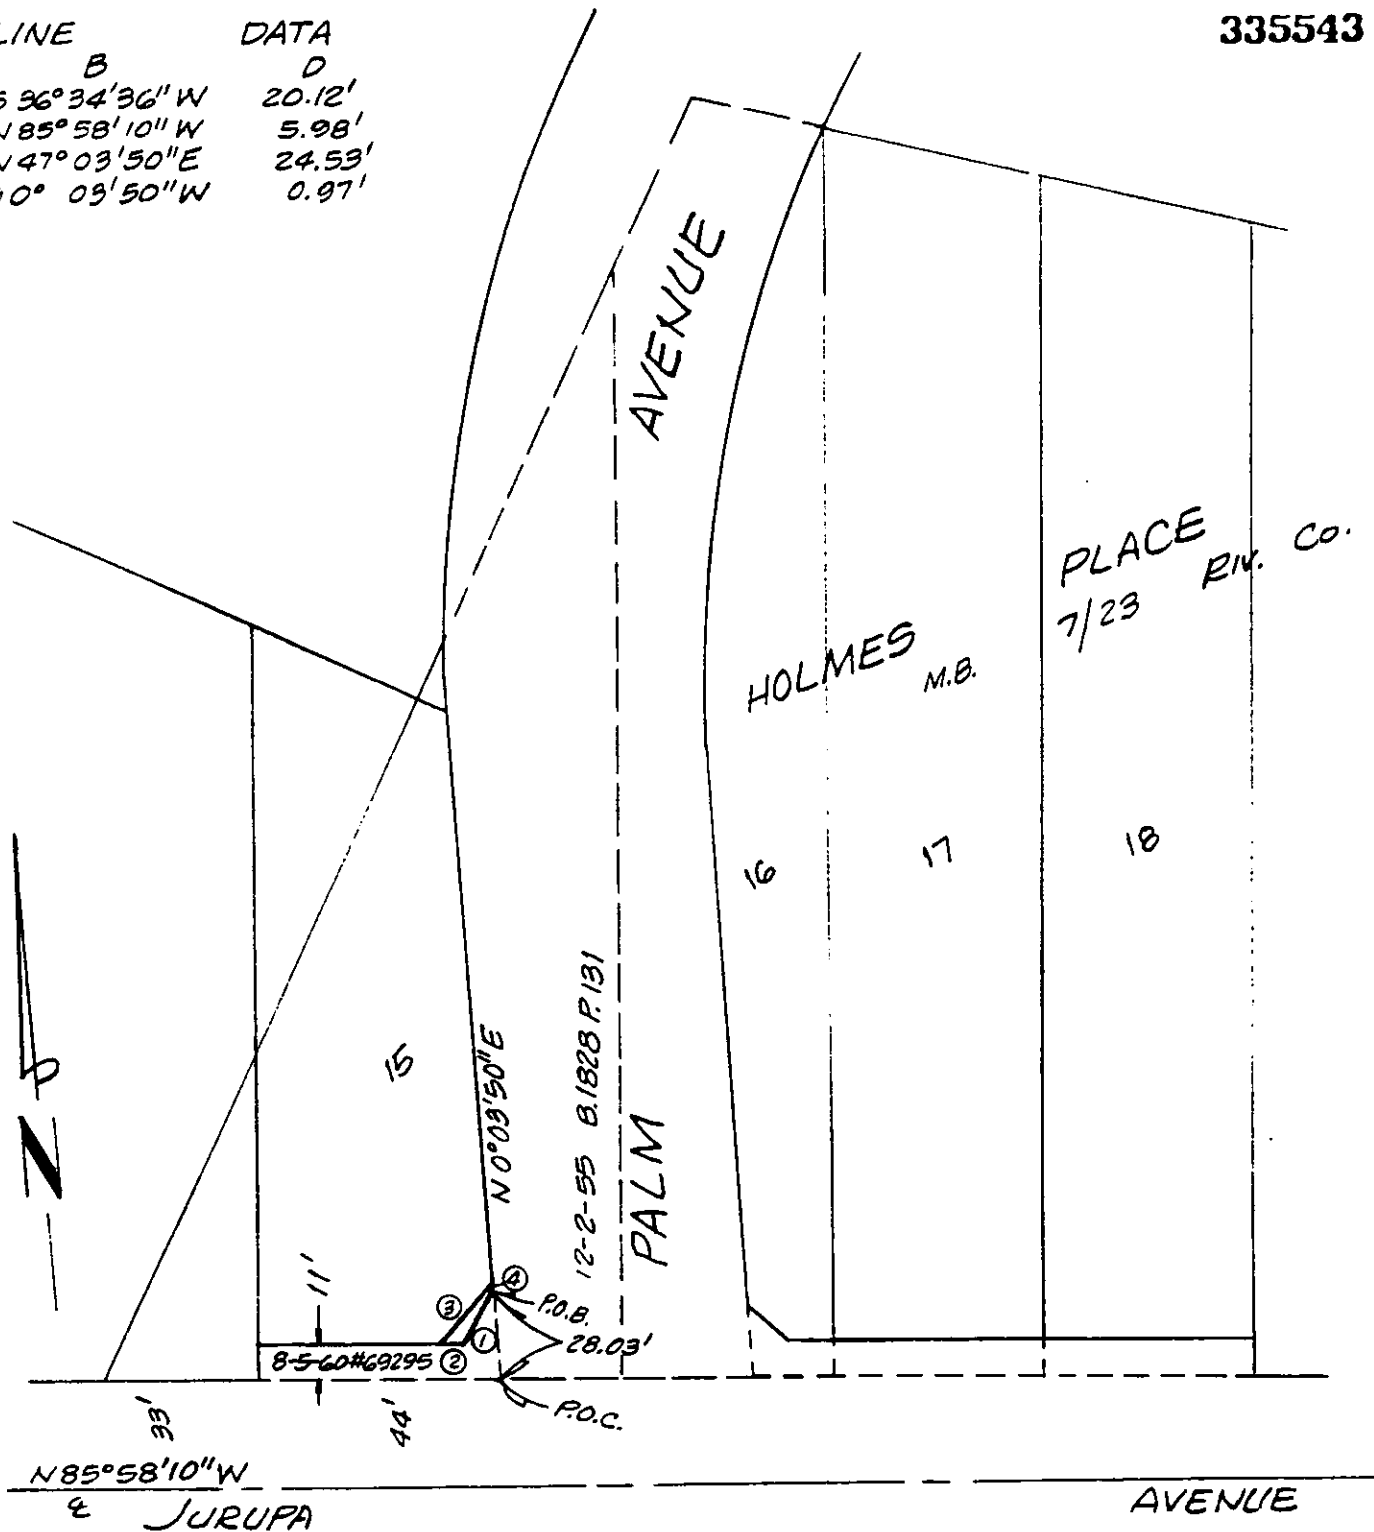 335543
LINE DATA
B D
S 36° 34' 36" W 20.12'
N 85° 58' 10" W 5.98'
N 47° 03' 50" E 24.53'
0° 03' 50" W 0.97'
AVENUE
PLACE
HOLMES
M.B.
7/23
RIV. CO.
16
17
18
15
N 0° 03' 50" E
12-2-55 B.1828 P.131
PALM
N
11'
4
3
P.O.B.
1
28.03'
8-5-60 #69295
2
P.O.C.
33'
44'
N 85° 58' 10" W
℄ JURUPA
AVENUE